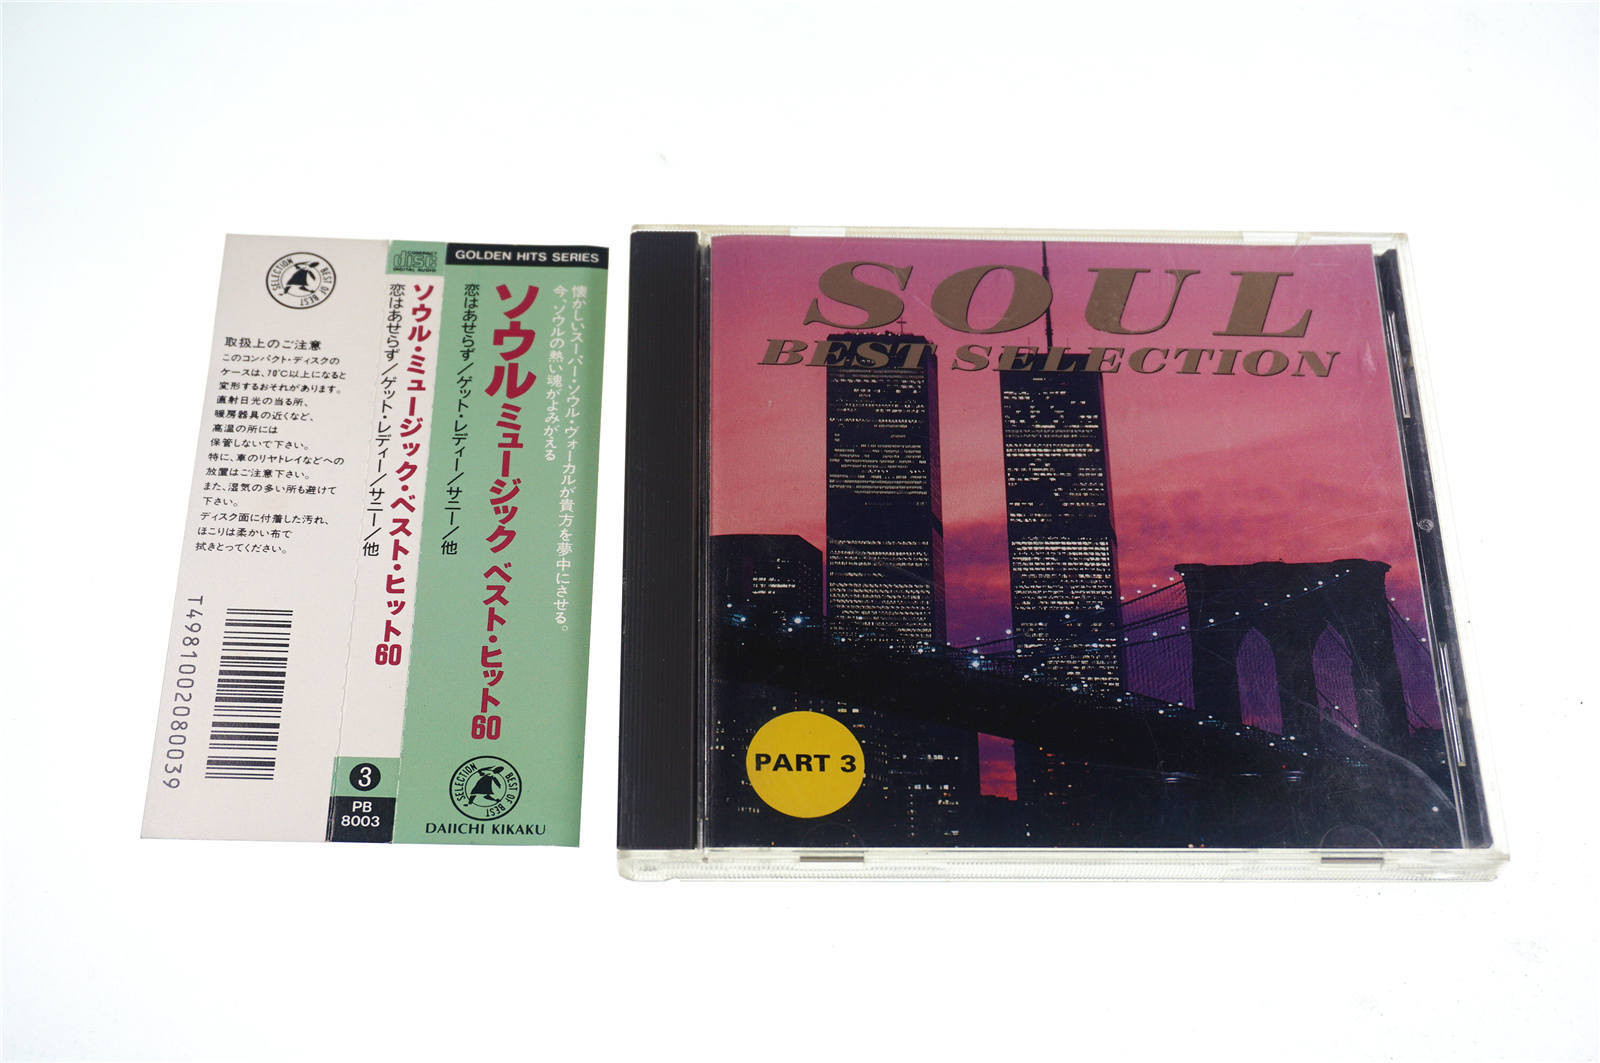 SELECTION
BEST OF BEST
取扱上のご注意
このコンパクト・ディスクの
ケースは、70℃以上になると
変形するおそれがあります。
直射日光の当る所、
暖房器具の近くなど、
高温の所には
保管しないで下さい。
特に、車のリヤトレイなどへの
放置はご注意下さい。
また、湿気の多い所も避けて
下さい。
ディスク面に付着した汚れ、
ほこりは柔かい布で
拭きとってください。
T4981002080039
COMPACT
disc
DIGITAL AUDIO
ソウル・ミュージック・ベスト・ヒット60
恋はあせらず/ゲット・レディー/サニー/他
3
PB
8003
GOLDEN HITS SERIES
懐かしいスーパー・ソウル・ヴォーカルが貴方を夢中にさせる。
今、ソウルの熱い魂がよみがえる
ソウルミュージック ベスト・ヒット60
恋はあせらず/ゲット・レディー/サニー/他
SELECTION
BEST OF BEST
DAIICHI KIKAKU
SOUL
BEST SELECTION
PART 3